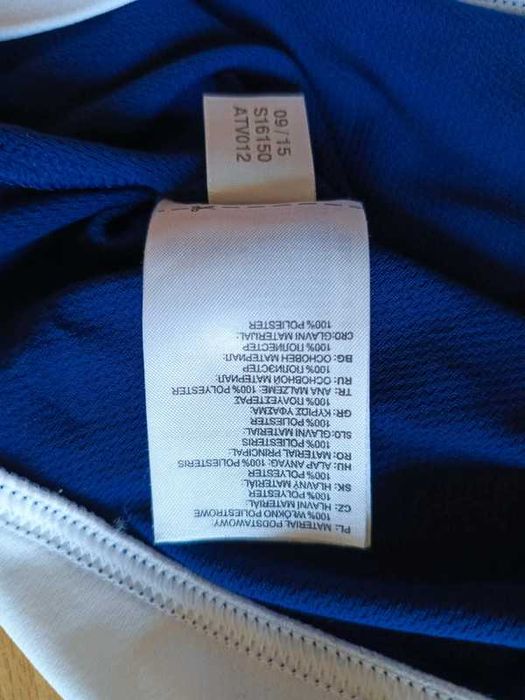 09/15
S16150
ATV012
PL: MATERIAŁ PODSTAWOWY:
100% WŁÓKNO POLIESTROWE
CZ: HLAVNÍ MATERIÁL:
100% POLYESTER
SK: HLAVNÝ MATERIÁL:
100% POLYESTER
HU: ALAP ANYAG: 100% POLIÉSZTER
RO: MATERIAL PRINCIPAL:
100% POLIESTERIS
SLO: GLAVNI MATERIAL:
100% POLIESTER
GR: ΚΥΡΙΩΣ ΥΦΑΣΜΑ:
100% ΠΟΛΥΕΣΤΕΡΑΣ
TR: ANA MALZEME: 100% POLYESTER
RU: ОСНОВНОЙ МАТЕРИАЛ:
100% ПОЛИЭСТЕР
BG: ОСНОВЕН МАТЕРИАЛ:
100% ПОЛИЕСТЕР
CRO:GLAVNI MATERIJAL:
100% POLIESTER